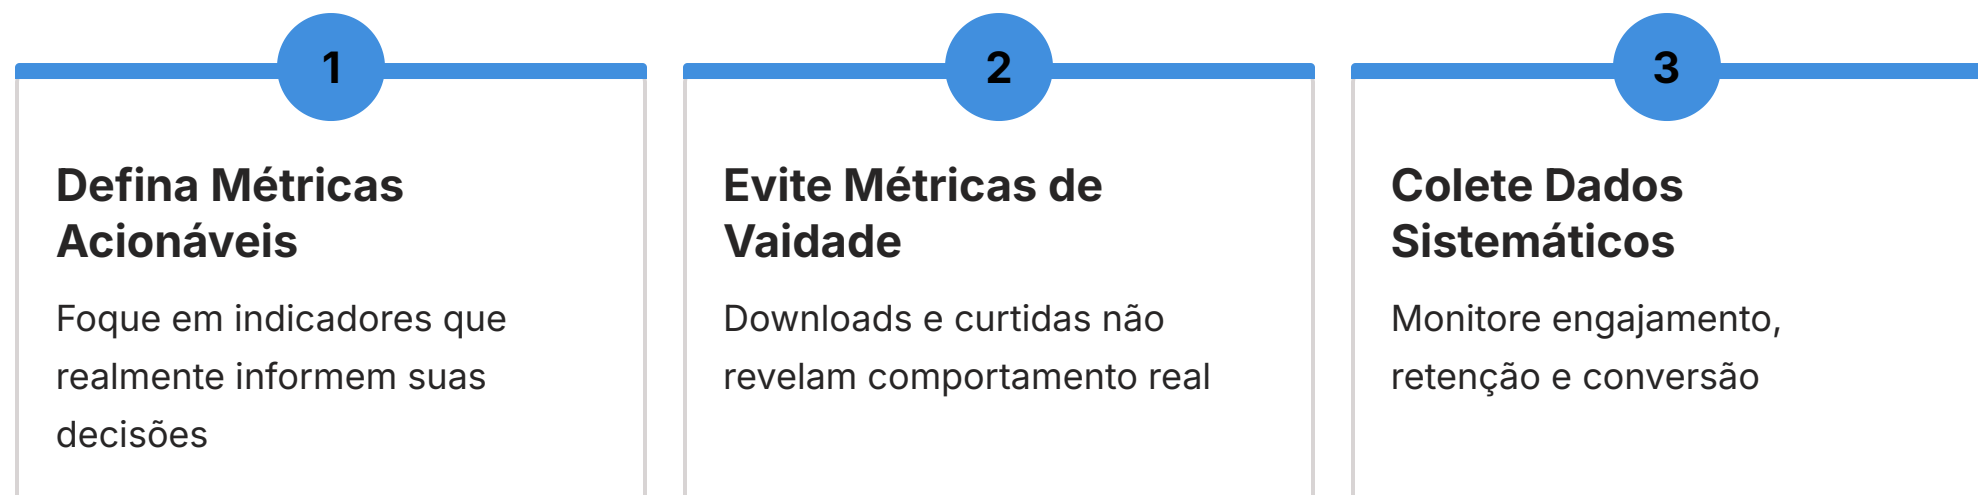 1
Defina Métricas
Acionáveis
Foque em indicadores que
realmente informem suas
decisões
2
Evite Métricas de
Vaidade
Downloads e curtidas não
revelam comportamento real
3
Colete Dados
Sistemáticos
Monitore engajamento,
retenção e conversão